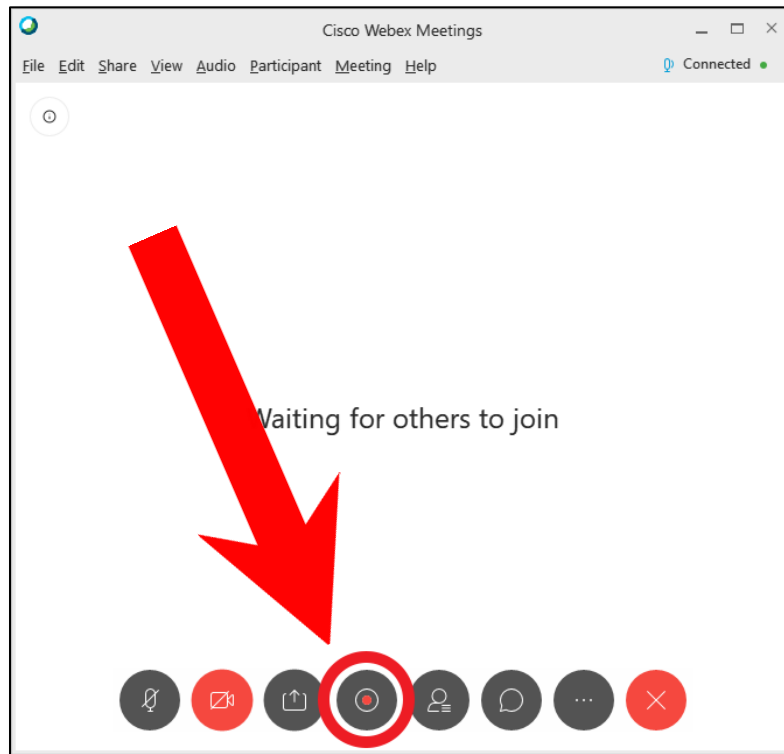 Cisco Webex Meetings
File Edit Share View Audio Participant Meeting Help Connected
Waiting for others to join